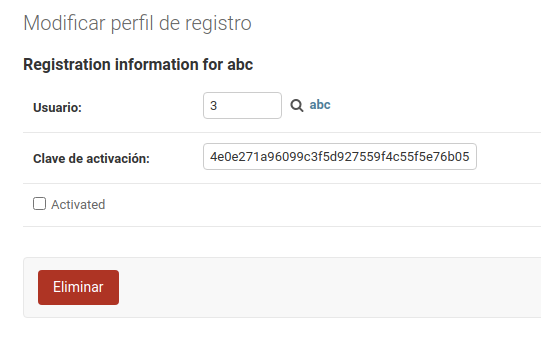 Modificar perfil de registro
Registration information for abc
Usuario: 3 abc
Clave de activación: 4e0e271a96099c3f5d927559f4c55f5e76b05
Activated
Eliminar